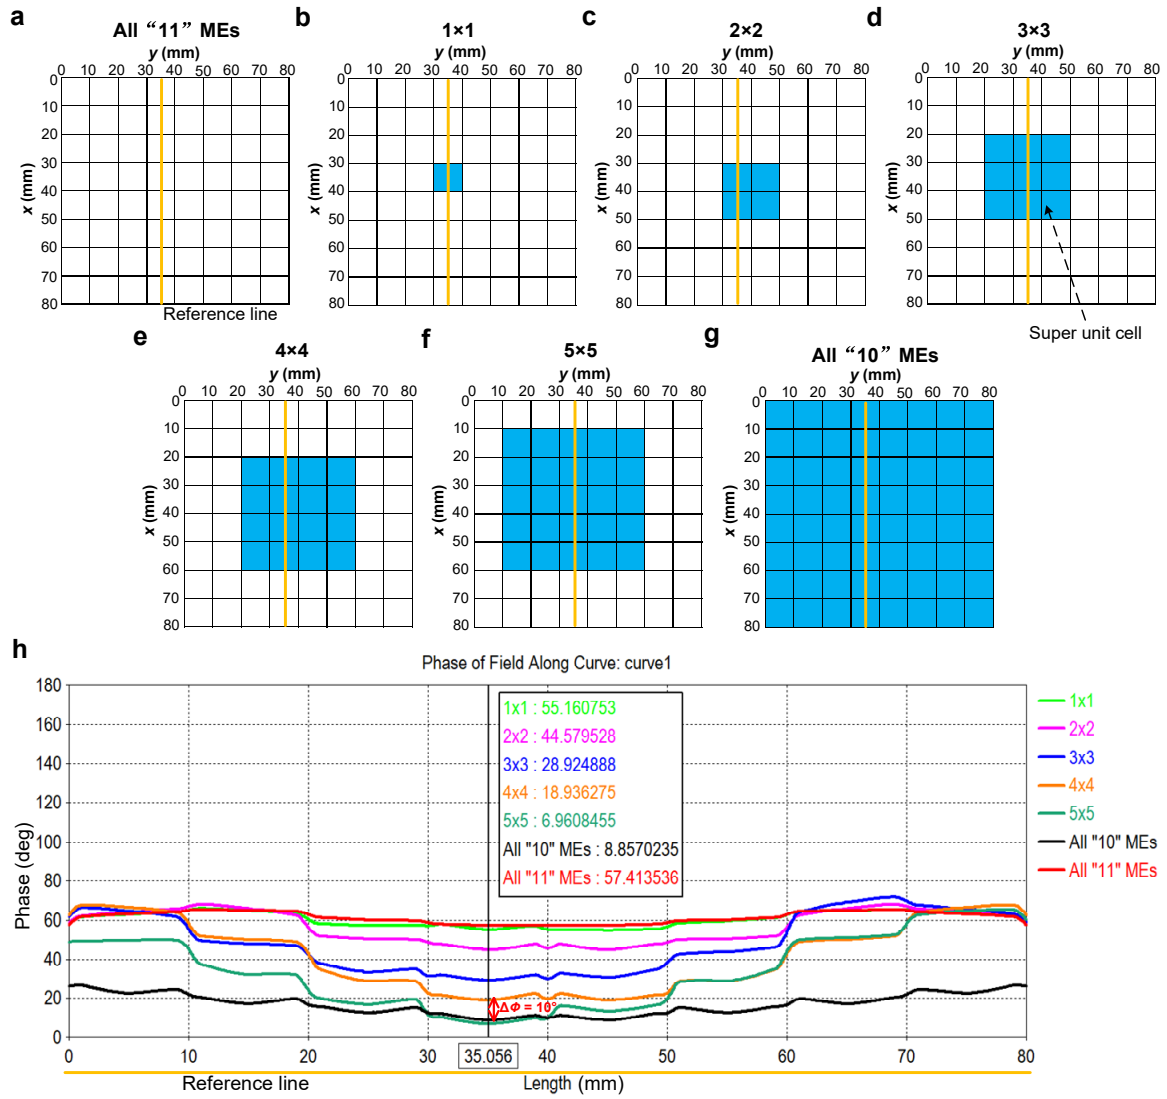 a
All “11” MEs
y (mm)
0 10 20 30 40 50 60 70 80
0
10
20
30
40
50
60
70
80
x (mm)
Reference line
b
1×1
y (mm)
0 10 20 30 40 50 60 70 80
0
10
20
30
40
50
60
70
80
x (mm)
c
2×2
y (mm)
0 10 20 30 40 50 60 70 80
0
10
20
30
40
50
60
70
80
x (mm)
d
3×3
y (mm)
0 10 20 30 40 50 60 70 80
0
10
20
30
40
50
60
70
80
x (mm)
Super unit cell
e
4×4
y (mm)
0 10 20 30 40 50 60 70 80
0
10
20
30
40
50
60
70
80
x (mm)
f
5×5
y (mm)
0 10 20 30 40 50 60 70 80
0
10
20
30
40
50
60
70
80
x (mm)
g
All “10” MEs
y (mm)
0 10 20 30 40 50 60 70 80
0
10
20
30
40
50
60
70
80
x (mm)
h
Phase of Field Along Curve: curve1
Phase (deg)
180
160
140
120
100
80
60
40
20
0
1x1 : 55.160753
2x2 : 44.579528
3x3 : 28.924888
4x4 : 18.936275
5x5 : 6.9608455
All "10" MEs : 8.8570235
All "11" MEs : 57.413536
ΔΦ = 10°
1x1
2x2
3x3
4x4
5x5
All "10" MEs
All "11" MEs
0 10 20 30 35.056 40 50 60 70 80
Reference line
Length (mm)